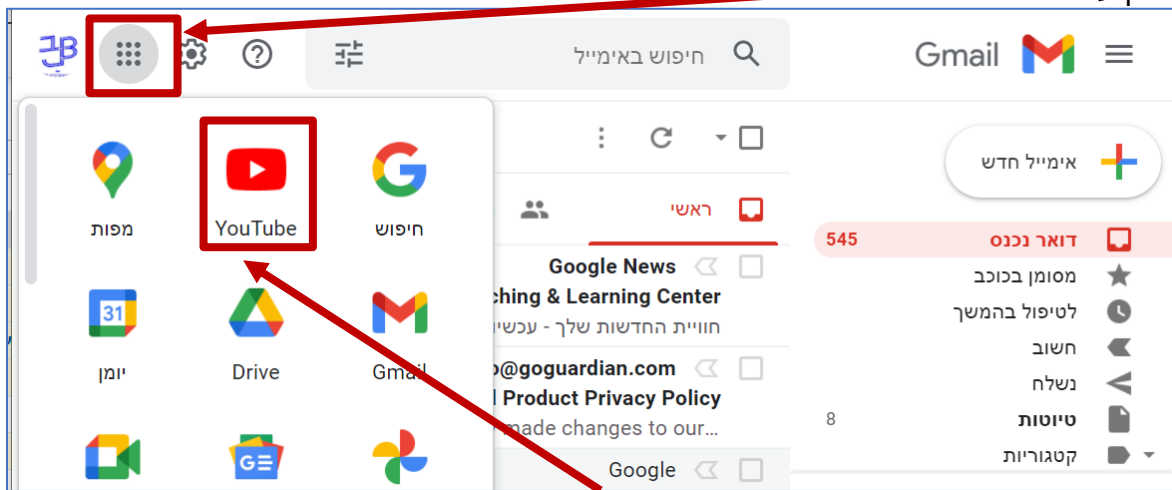 Gmail
חיפוש באימייל
אימייל חדש
דואר נכנס 545
מסומן בכוכב
לטיפול בהמשך
חשוב
נשלח
טיוטות 8
קטגוריות
ראשי
Google News
ching & Learning Center
חוויית החדשות שלך - עכשיו
@goguardian.com
Product Privacy Policy
made changes to our...
Google
חיפוש YouTube מפות
Gmail Drive יומן
31